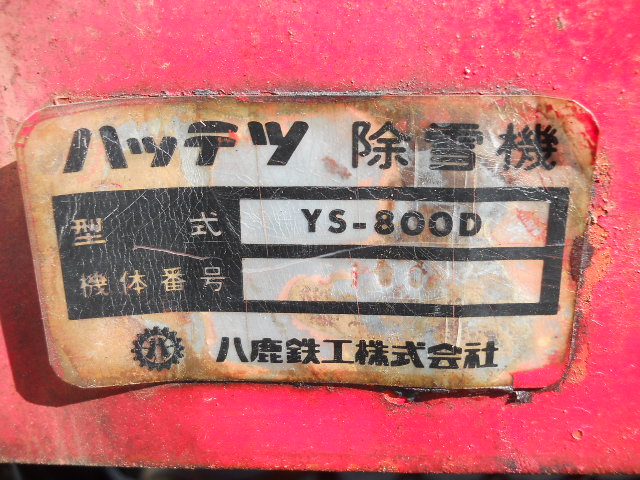 ハッテツ 除雪機
型式 YS-800D
機体番号 100
八鹿鉄工株式会社